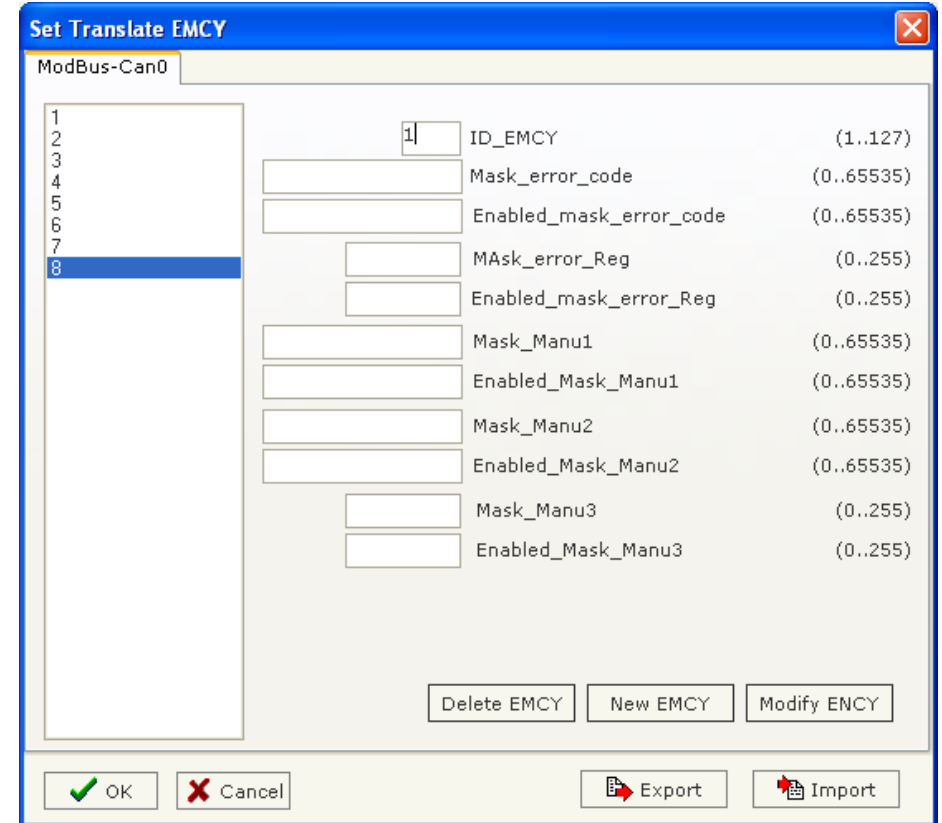 Set Translate EMCY
ModBus-Can0
1
2
3
4
5
6
7
8
1 ID_EMCY (1..127)
Mask_error_code (0..65535)
Enabled_mask_error_code (0..65535)
MAsk_error_Reg (0..255)
Enabled_mask_error_Reg (0..255)
Mask_Manu1 (0..65535)
Enabled_Mask_Manu1 (0..65535)
Mask_Manu2 (0..65535)
Enabled_Mask_Manu2 (0..65535)
Mask_Manu3 (0..255)
Enabled_Mask_Manu3 (0..255)
Delete EMCY New EMCY Modify ENCY
OK Cancel Export Import